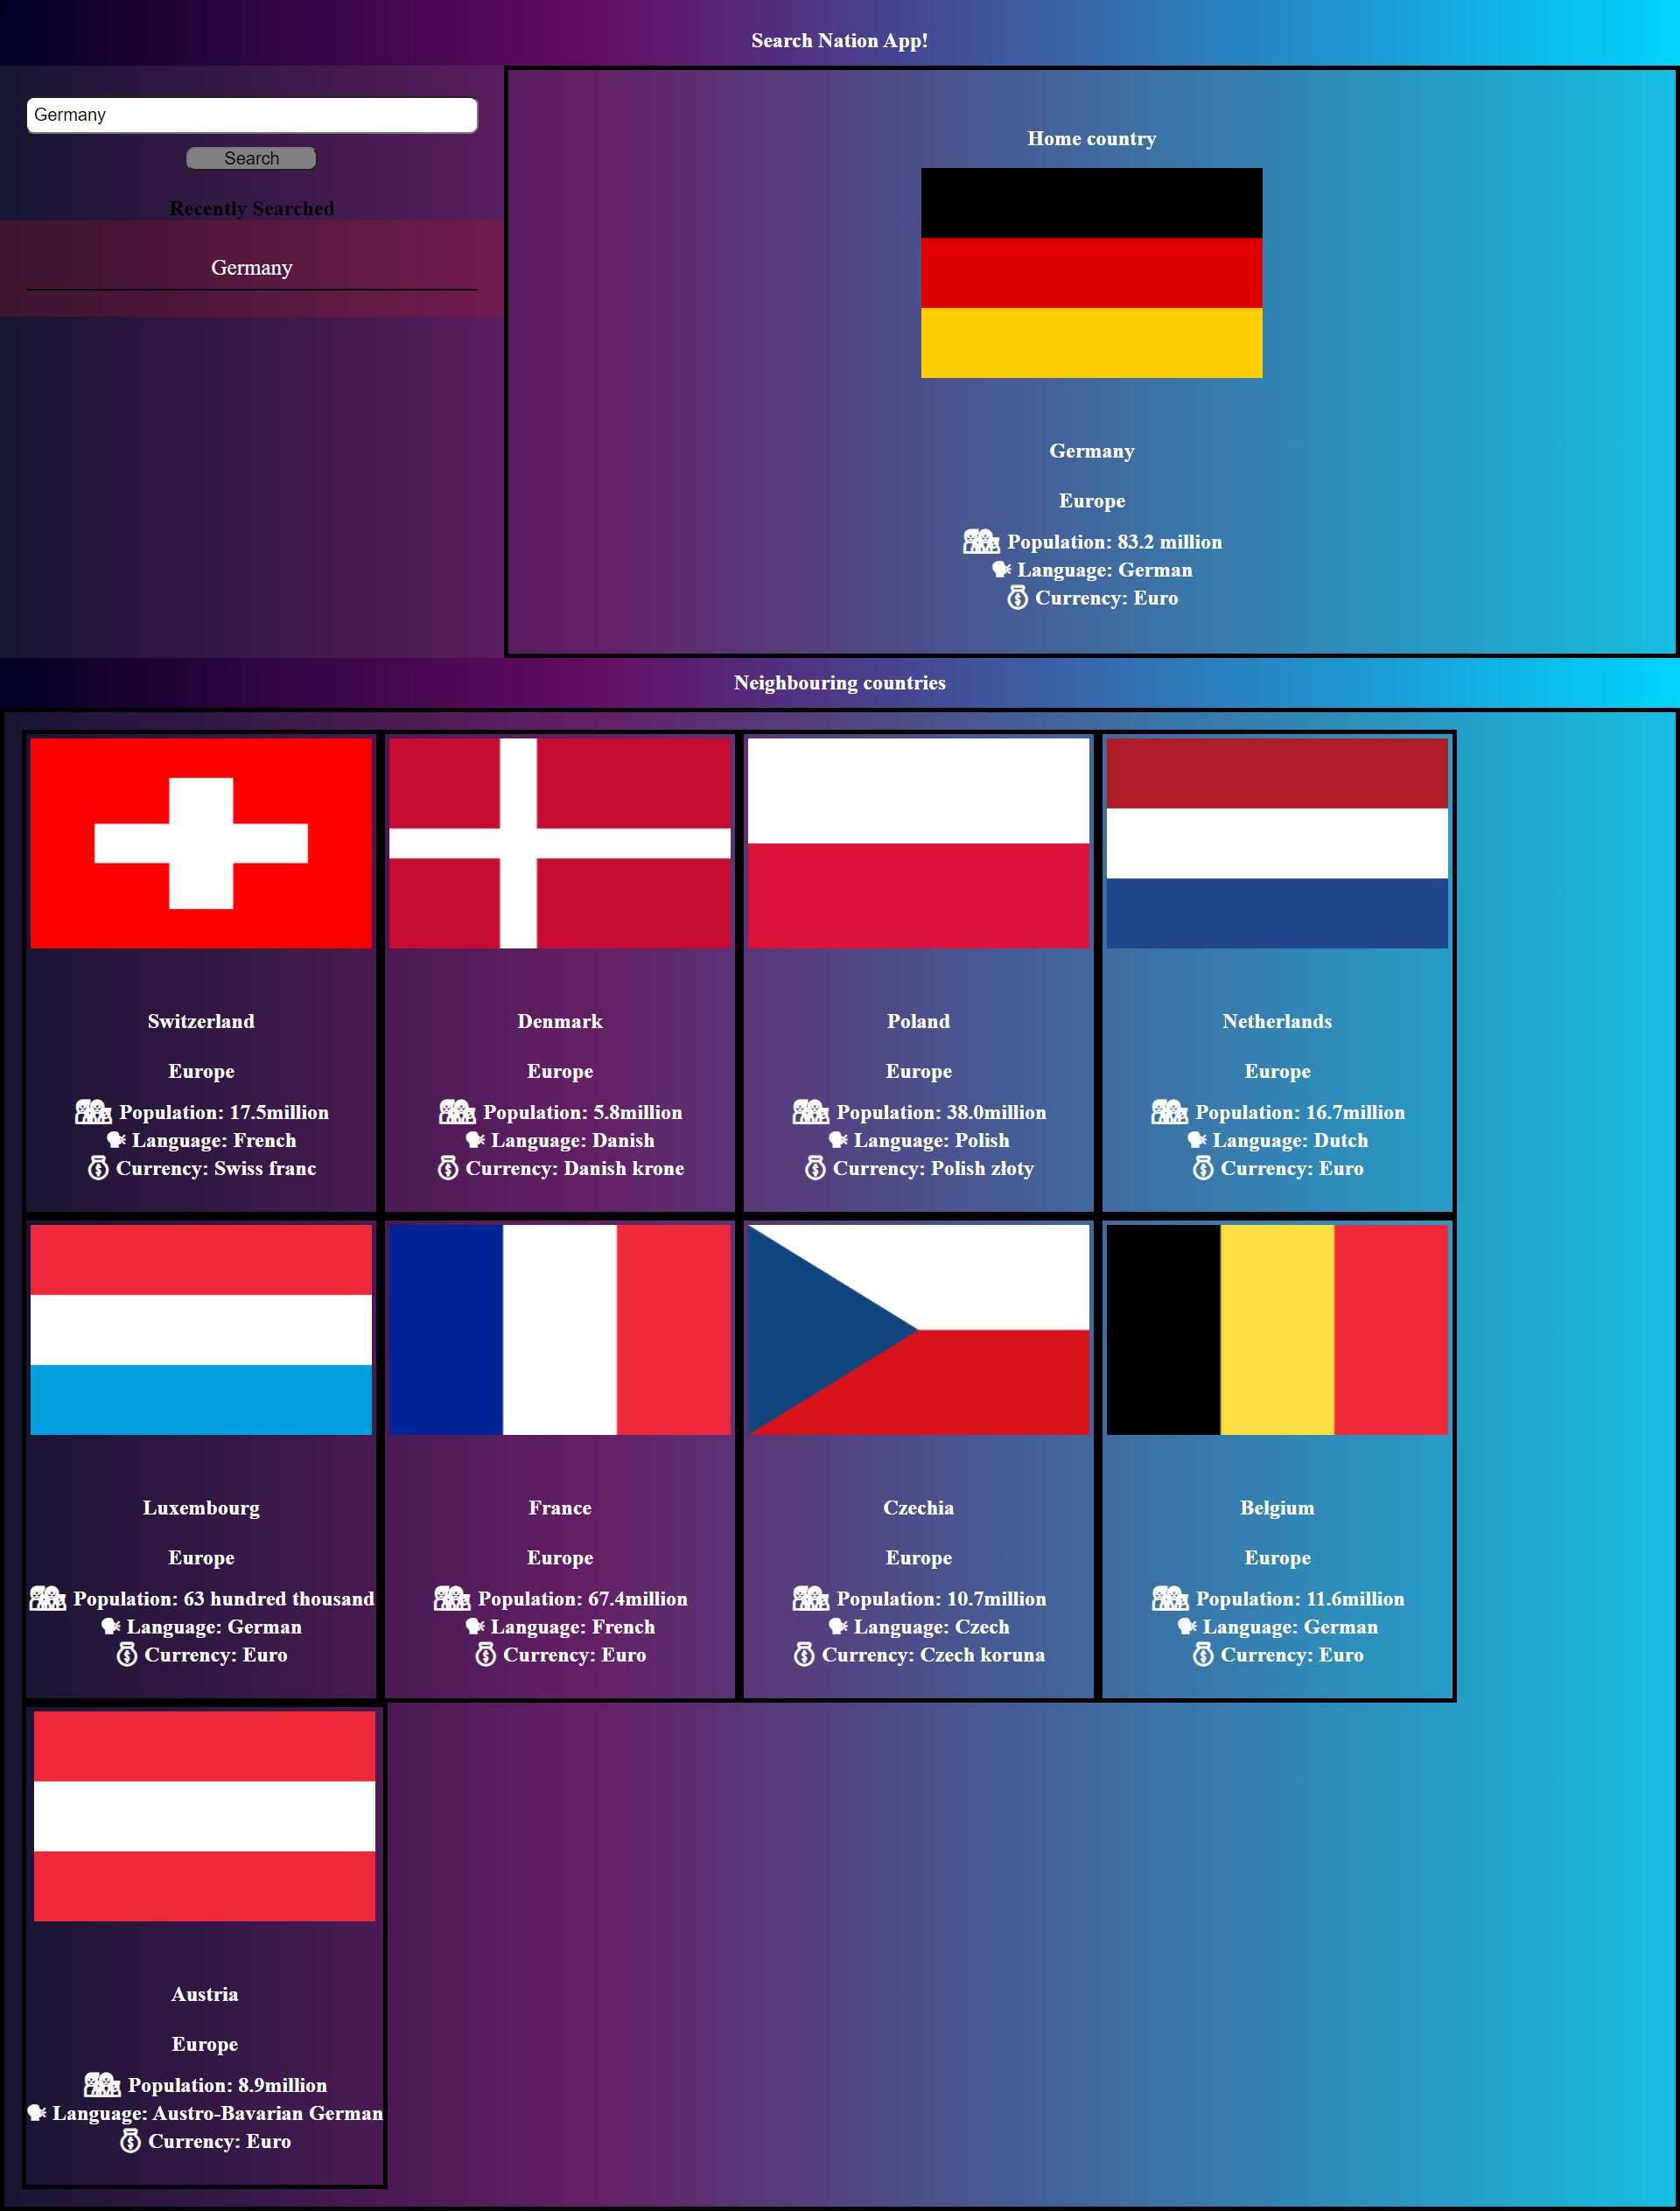 Search Nation App!
Germany
Search
Recently Searched
Germany
Home country
Germany
Europe
Population: 83.2 million
Language: German
Currency: Euro
Neighbouring countries
Switzerland
Europe
Population: 17.5million
Language: French
Currency: Swiss franc
Denmark
Europe
Population: 5.8million
Language: Danish
Currency: Danish krone
Poland
Europe
Population: 38.0million
Language: Polish
Currency: Polish złoty
Netherlands
Europe
Population: 16.7million
Language: Dutch
Currency: Euro
Luxembourg
Europe
Population: 63 hundred thousand
Language: German
Currency: Euro
France
Europe
Population: 67.4million
Language: French
Currency: Euro
Czechia
Europe
Population: 10.7million
Language: Czech
Currency: Czech koruna
Belgium
Europe
Population: 11.6million
Language: German
Currency: Euro
Austria
Europe
Population: 8.9million
Language: Austro-Bavarian German
Currency: Euro